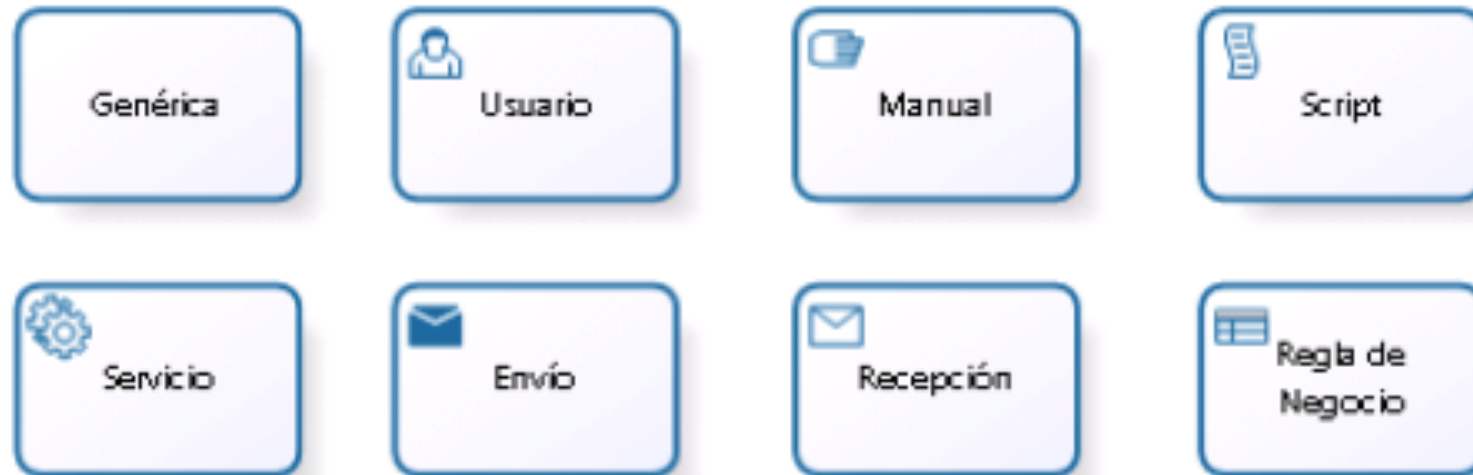 Genérica
Usuario
Manual
Script
Servicio
Envío
Recepción
Regla de
Negocio